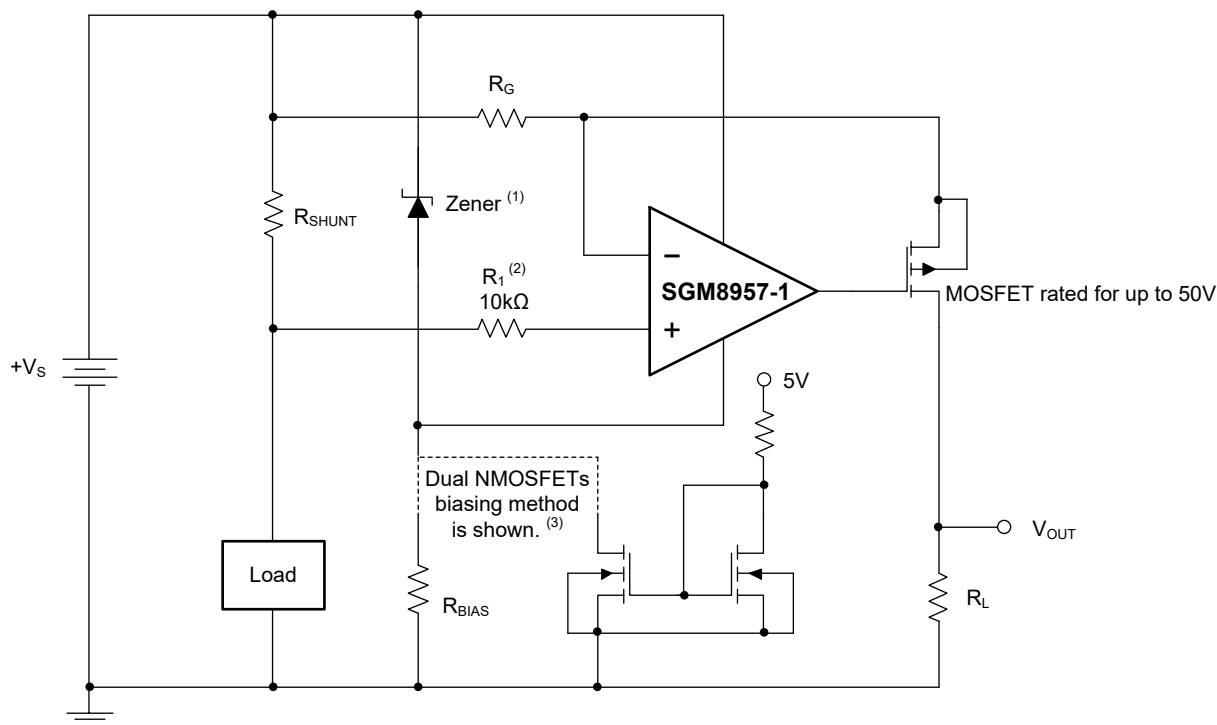 R_G
R_SHUNT
Zener (1)
R_1 (2)
10kΩ
−
+
SGM8957-1
MOSFET rated for up to 50V
+V_S
5V
Dual NMOSFETs
biasing method
is shown. (3)
V_OUT
Load
R_BIAS
R_L